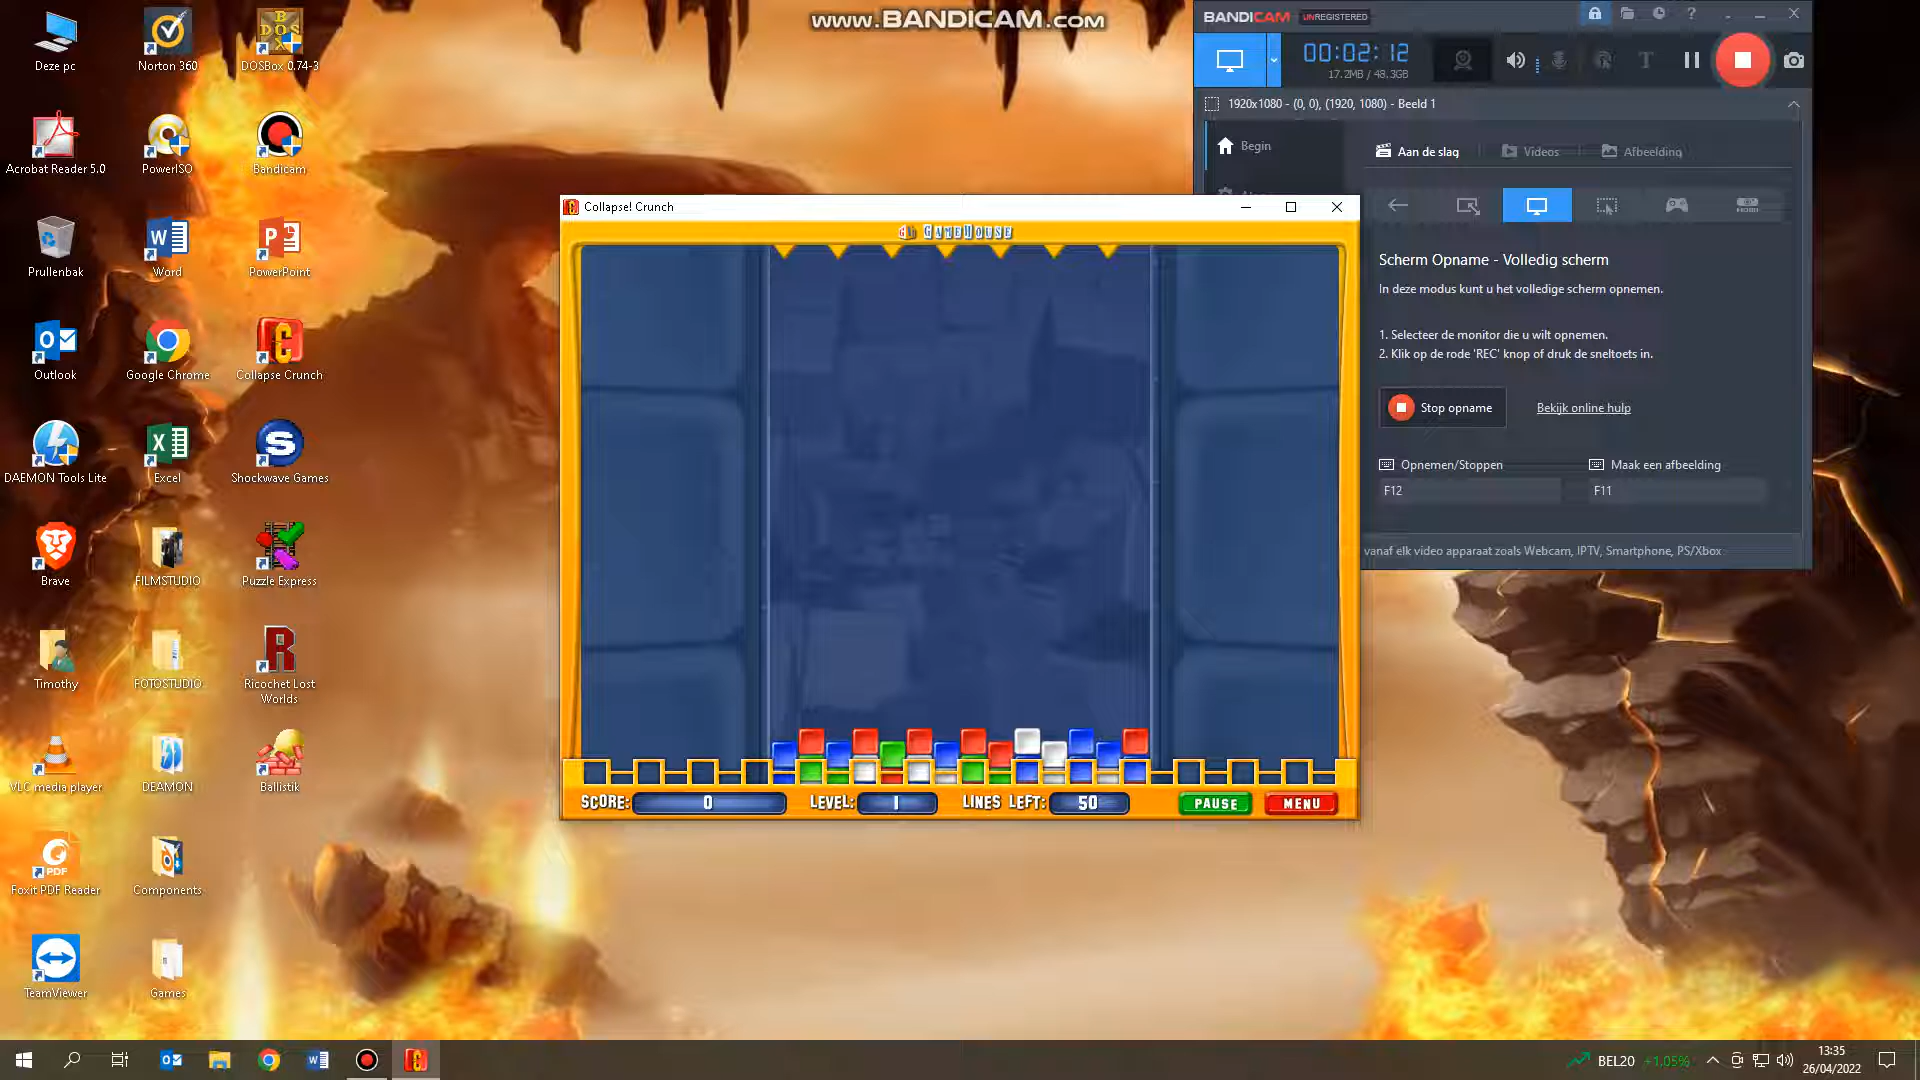 www.BANDICAM.com
BANDICAM UNREGISTERED
00:02:12
17.2MB / 48.3GB
1920x1080 - (0, 0), (1920, 1080) - Beeld 1
Begin
Aan de slag
Videos
Afbeelding
Scherm Opname - Volledig scherm
In deze modus kunt u het volledige scherm opnemen.
1. Selecteer de monitor die u wilt opnemen.
2. Klik op de rode 'REC' knop of druk de sneltoets in.
Stop opname
Bekijk online hulp
Opnemen/Stoppen
Maak een afbeelding
F12
F11
vanaf elk video apparaat zoals Webcam, IPTV, Smartphone, PS/Xbox
Deze pc
Norton 360
DOSBox 0.74-3
Acrobat Reader 5.0
PowerISO
Bandicam
Prullenbak
Word
PowerPoint
Outlook
Google Chrome
Collapse Crunch
DAEMON Tools Lite
Excel
Shockwave Games
Brave
FILMSTUDIO
Puzzle Express
Timothy
FOTOSTUDIO
Ricochet Lost
Worlds
VLC media player
DEAMON
Ballistik
Foxit PDF Reader
Components
TeamViewer
Games
Collapse! Crunch
GAMEHOUSE
SCORE: 0
LEVEL: 1
LINES LEFT: 50
PAUSE
MENU
BEL20 +1.05%
13:35
26/04/2022